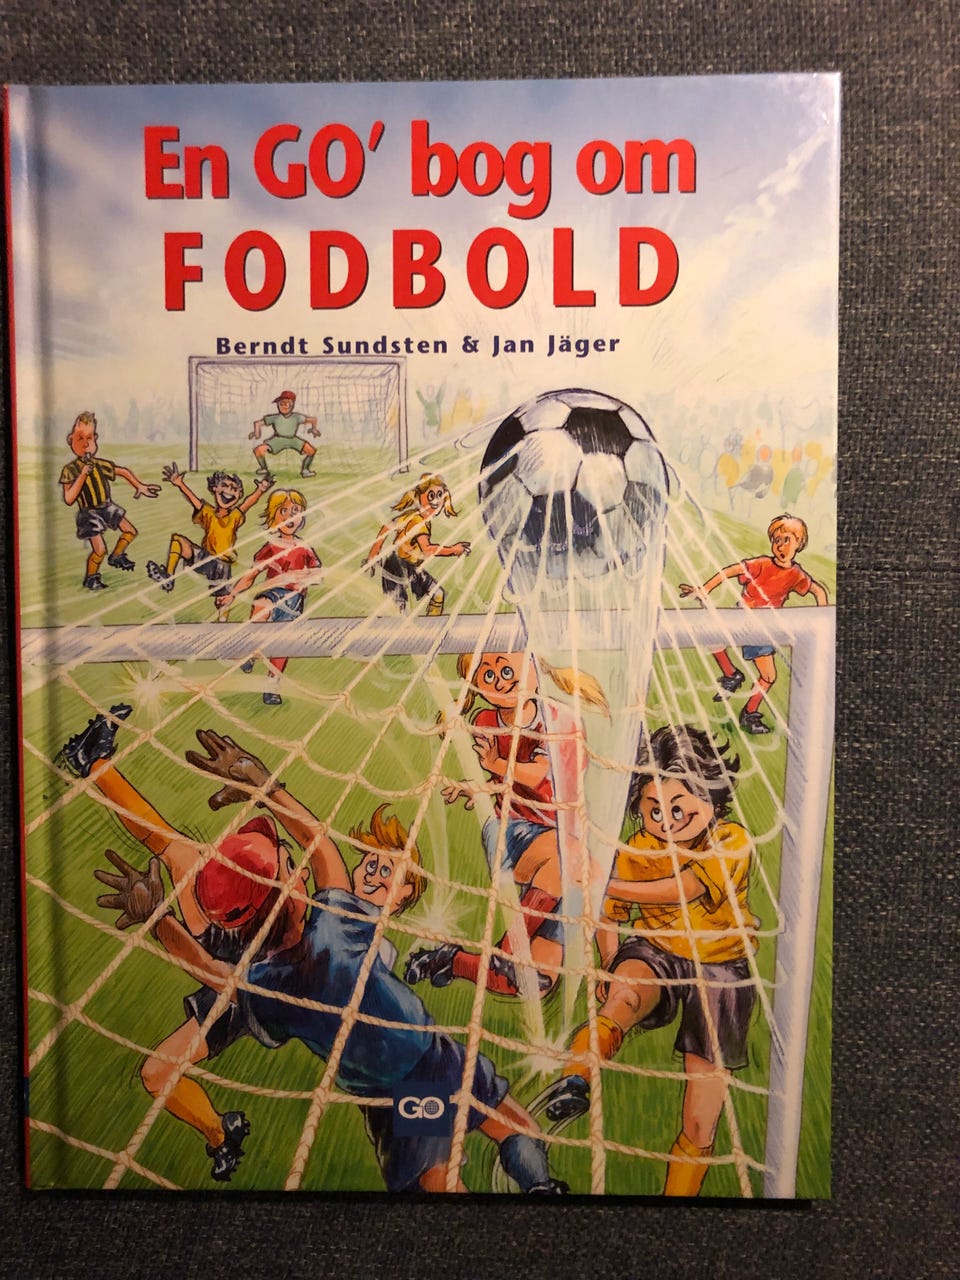 En GO' bog om
FODBOLD
Berndt Sundsten & Jan Jäger
GO